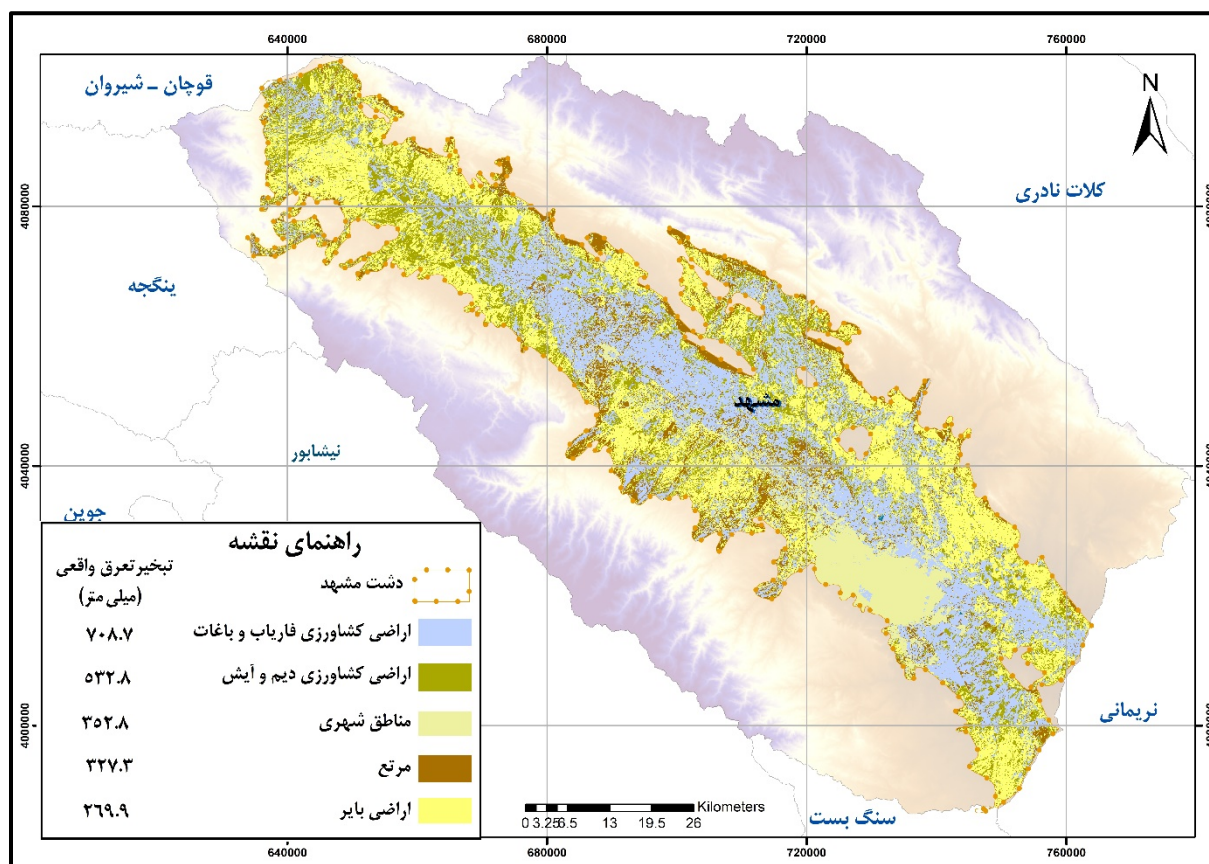 640000 680000 720000 760000
قوچان - شیروان
N
کلات نادری
4080000 4080000
ینگجه
مشهد
نیشابور
4040000 4040000
جوین
راهنمای نقشه
تبخیرتعرق واقعی
(میلی متر)
دشت مشهد
اراضی کشاورزی فاریاب و باغات ۷۰۸.۷
اراضی کشاورزی دیم و آیش ۵۳۲.۸
مناطق شهری ۳۵۲.۸
مرتع ۳۲۷.۳
اراضی بایر ۲۶۹.۹
نریمانی
4000000 4000000
Kilometers
0 3.25 6.5 13 19.5 26
سنگ بست
640000 680000 720000 760000